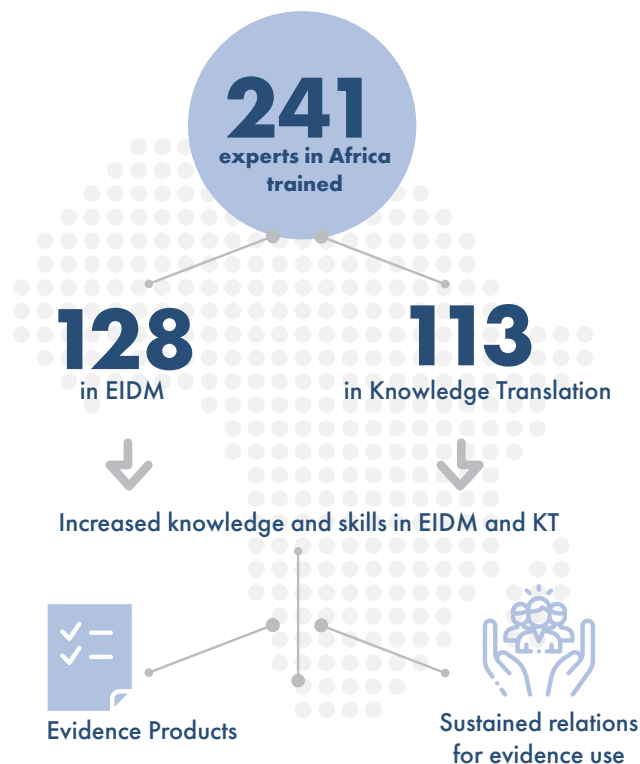 241
experts in Africa
trained
128
in EIDM
113
in Knowledge Translation
Increased knowledge and skills in EIDM and KT
Evidence Products
Sustained relations
for evidence use